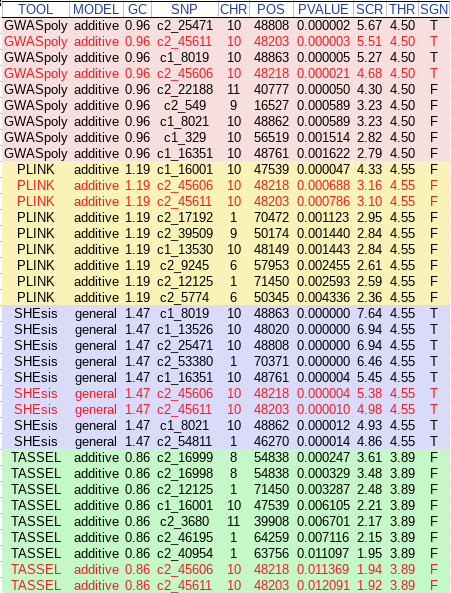 TOOL MODEL GC SNP CHR POS PVALUE SCR THR SGN
GWASpoly additive 0.96 c2_25471 10 48808 0.000002 5.67 4.50 T
GWASpoly additive 0.96 c2_45611 10 48203 0.000003 5.51 4.50 T
GWASpoly additive 0.96 c1_8019 10 48863 0.000005 5.27 4.50 T
GWASpoly additive 0.96 c2_45606 10 48218 0.000021 4.68 4.50 T
GWASpoly additive 0.96 c2_22188 11 40777 0.000050 4.30 4.50 F
GWASpoly additive 0.96 c2_549 9 16527 0.000589 3.23 4.50 F
GWASpoly additive 0.96 c1_8021 10 48862 0.000589 3.23 4.50 F
GWASpoly additive 0.96 c1_329 10 56519 0.001514 2.82 4.50 F
GWASpoly additive 0.96 c1_16351 10 48761 0.001622 2.79 4.50 F
PLINK additive 1.19 c1_16001 10 47539 0.000047 4.33 4.55 F
PLINK additive 1.19 c2_45606 10 48218 0.000688 3.16 4.55 F
PLINK additive 1.19 c2_45611 10 48203 0.000786 3.10 4.55 F
PLINK additive 1.19 c2_17192 1 70472 0.001123 2.95 4.55 F
PLINK additive 1.19 c2_39509 9 50174 0.001440 2.84 4.55 F
PLINK additive 1.19 c1_13530 10 48149 0.001443 2.84 4.55 F
PLINK additive 1.19 c2_9245 6 57953 0.002455 2.61 4.55 F
PLINK additive 1.19 c2_12125 1 71450 0.002593 2.59 4.55 F
PLINK additive 1.19 c2_5774 6 50345 0.004336 2.36 4.55 F
SHEsis general 1.47 c1_8019 10 48863 0.000000 7.64 4.55 T
SHEsis general 1.47 c1_13526 10 48020 0.000000 6.94 4.55 T
SHEsis general 1.47 c2_25471 10 48808 0.000000 6.94 4.55 T
SHEsis general 1.47 c2_53380 1 70371 0.000000 6.46 4.55 T
SHEsis general 1.47 c1_16351 10 48761 0.000004 5.45 4.55 T
SHEsis general 1.47 c2_45606 10 48218 0.000004 5.38 4.55 T
SHEsis general 1.47 c2_45611 10 48203 0.000010 4.98 4.55 T
SHEsis general 1.47 c1_8021 10 48862 0.000012 4.93 4.55 T
SHEsis general 1.47 c2_54811 1 46270 0.000014 4.86 4.55 T
TASSEL additive 0.86 c2_16999 8 54838 0.000247 3.61 3.89 F
TASSEL additive 0.86 c2_16998 8 54838 0.000329 3.48 3.89 F
TASSEL additive 0.86 c2_12125 1 71450 0.003287 2.48 3.89 F
TASSEL additive 0.86 c1_16001 10 47539 0.006105 2.21 3.89 F
TASSEL additive 0.86 c2_3680 11 39908 0.006701 2.17 3.89 F
TASSEL additive 0.86 c2_46195 1 64259 0.007116 2.15 3.89 F
TASSEL additive 0.86 c2_40954 1 63756 0.011097 1.95 3.89 F
TASSEL additive 0.86 c2_45606 10 48218 0.011369 1.94 3.89 F
TASSEL additive 0.86 c2_45611 10 48203 0.012091 1.92 3.89 F